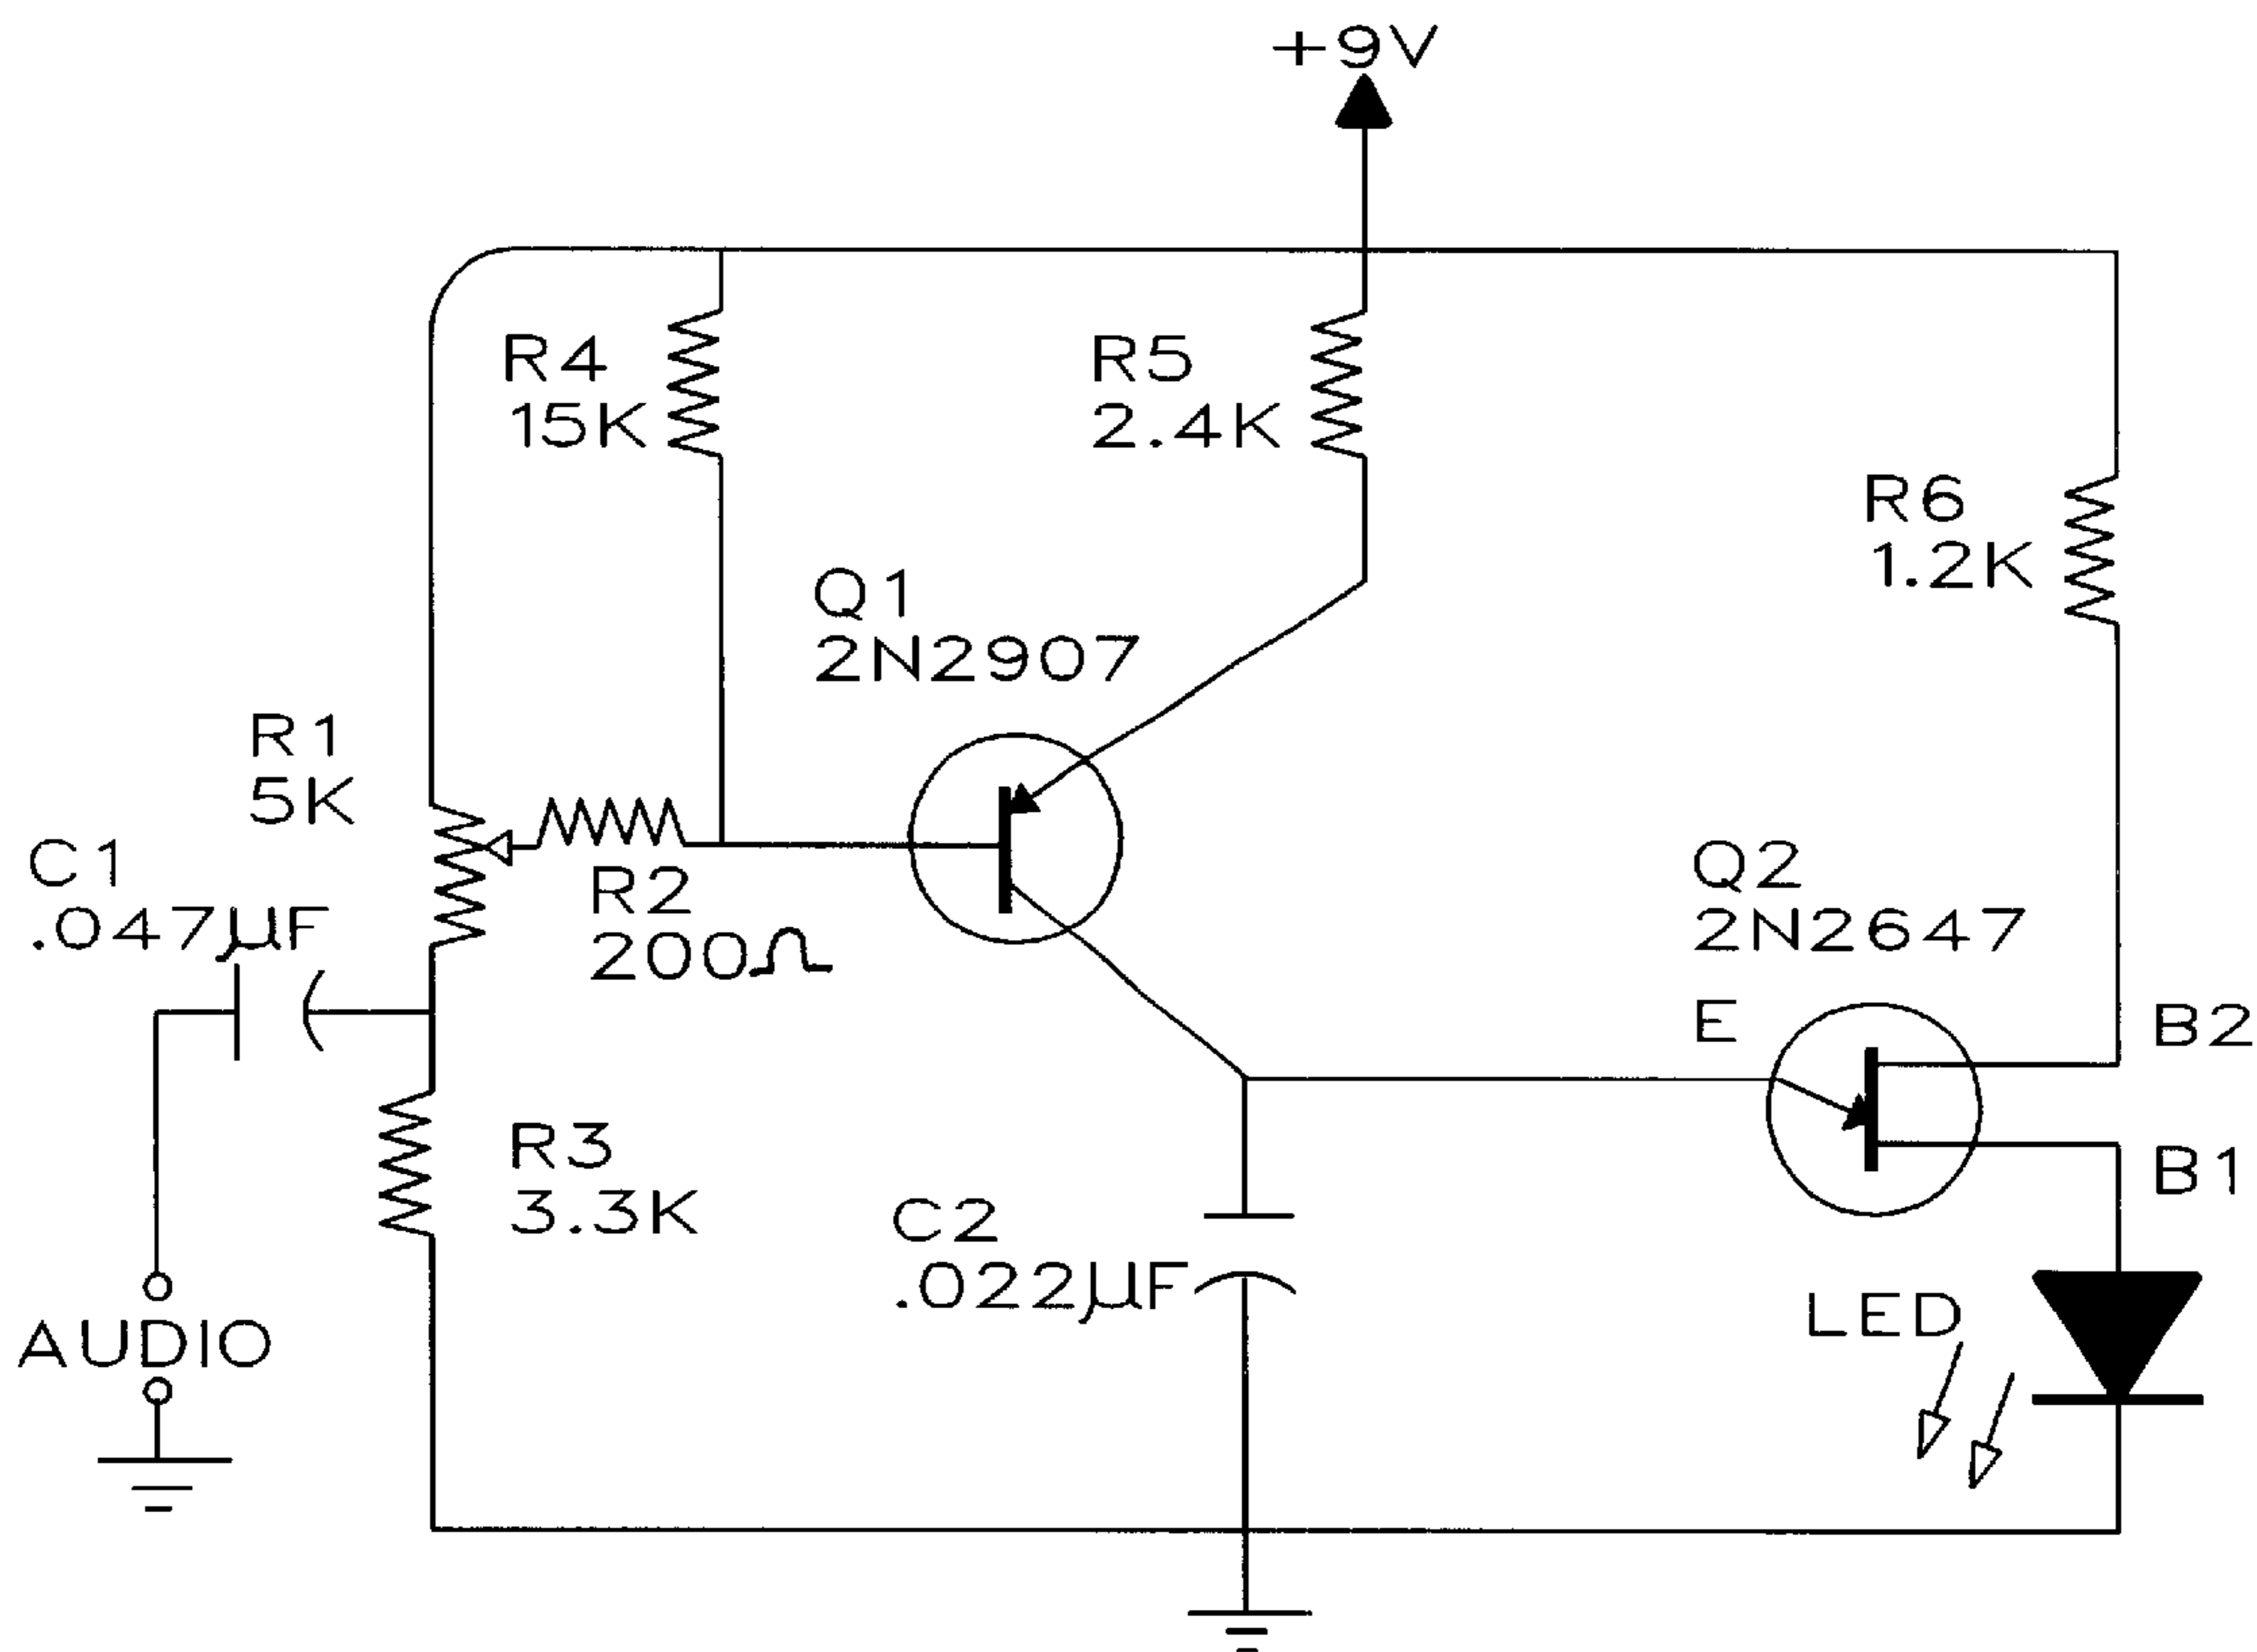 +9V
R4
15K
R5
2.4K
R6
1.2K
Q1
2N2907
R1
5K
C1
.047µF
R2
200Ω
Q2
2N2647
E
B2
B1
R3
3.3K
C2
.022µF
LED
AUDIO